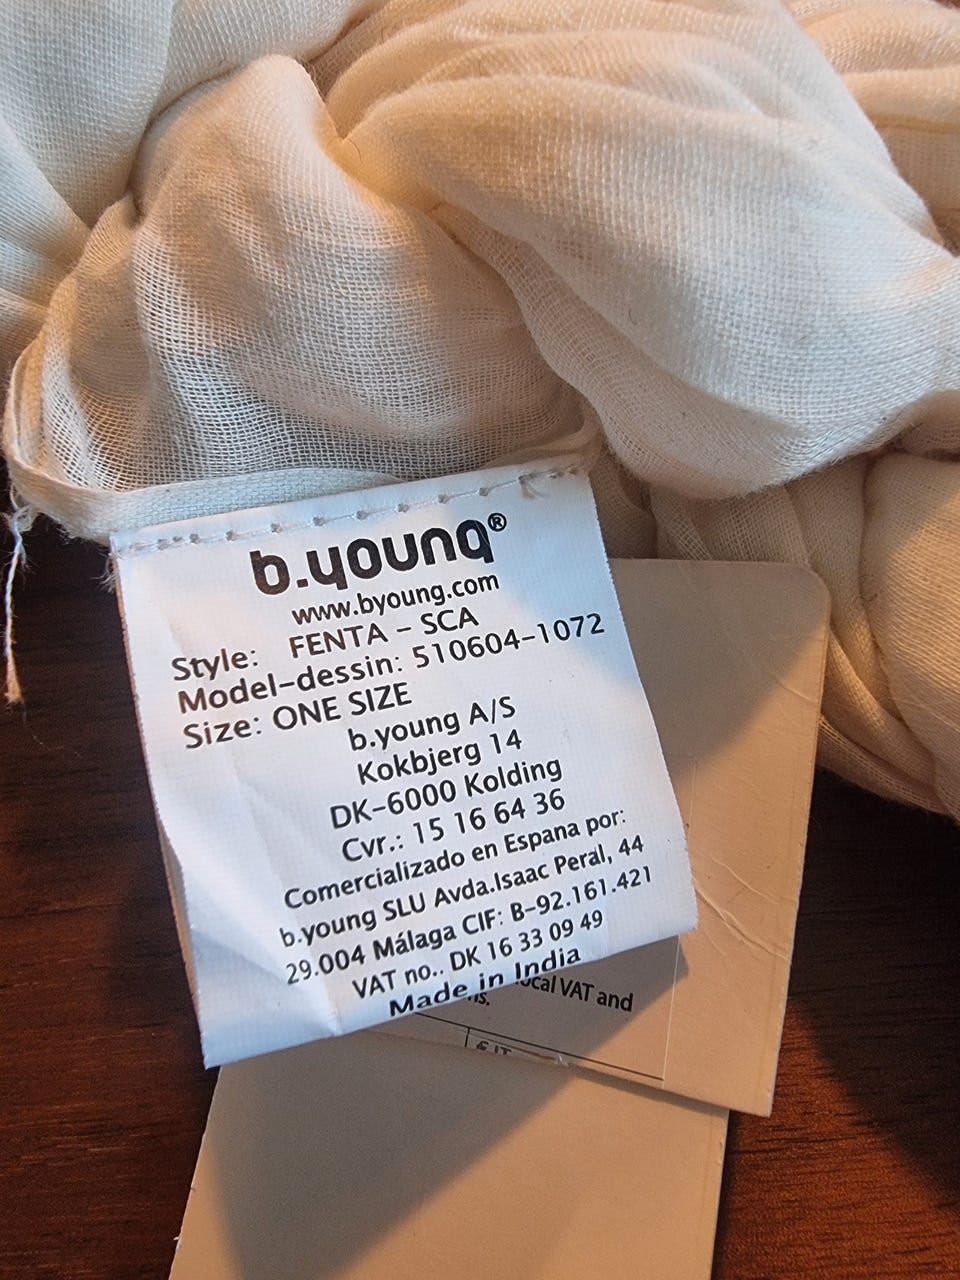 b.young®
www.byoung.com
Style: FENTA - SCA
Model-dessin: 510604-1072
Size: ONE SIZE
b.young A/S
Kokbjerg 14
DK-6000 Kolding
Cvr.: 15 16 64 36
Comercializado en Espana por:
b.young SLU Avda.Isaac Peral, 44
29.004 Málaga CIF: B-92.161.421
VAT no.. DK 16 33 09 49
Made in India
VAT and
€ IT